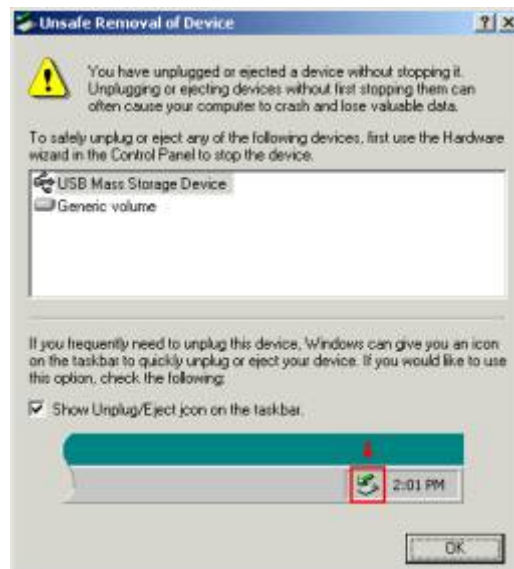 Unsafe Removal of Device
You have unplugged or ejected a device without stopping it.
Unplugging or ejecting devices without first stopping them can
often cause your computer to crash and lose valuable data.
To safely unplug or eject any of the following devices, first use the Hardware
wizard in the Control Panel to stop the device.
USB Mass Storage Device
Generic volume
If you frequently need to unplug this device, Windows can give you an icon
on the taskbar to quickly unplug or eject your device. If you would like to use
this option, check the following:
Show Unplug/Eject icon on the taskbar.
2:01 PM
OK